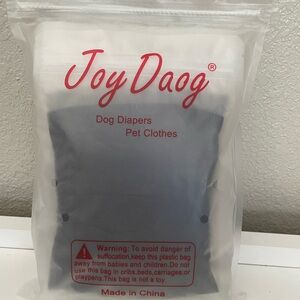 Joy Daog®
Dog Diapers
Pet Clothes
Warning: To avoid danger of
suffocation,keep this plastic bag
away from babies and children.Do not
use this bag in cribs,beds,carriages,or
playpens.This bag is not a toy.
Made in China